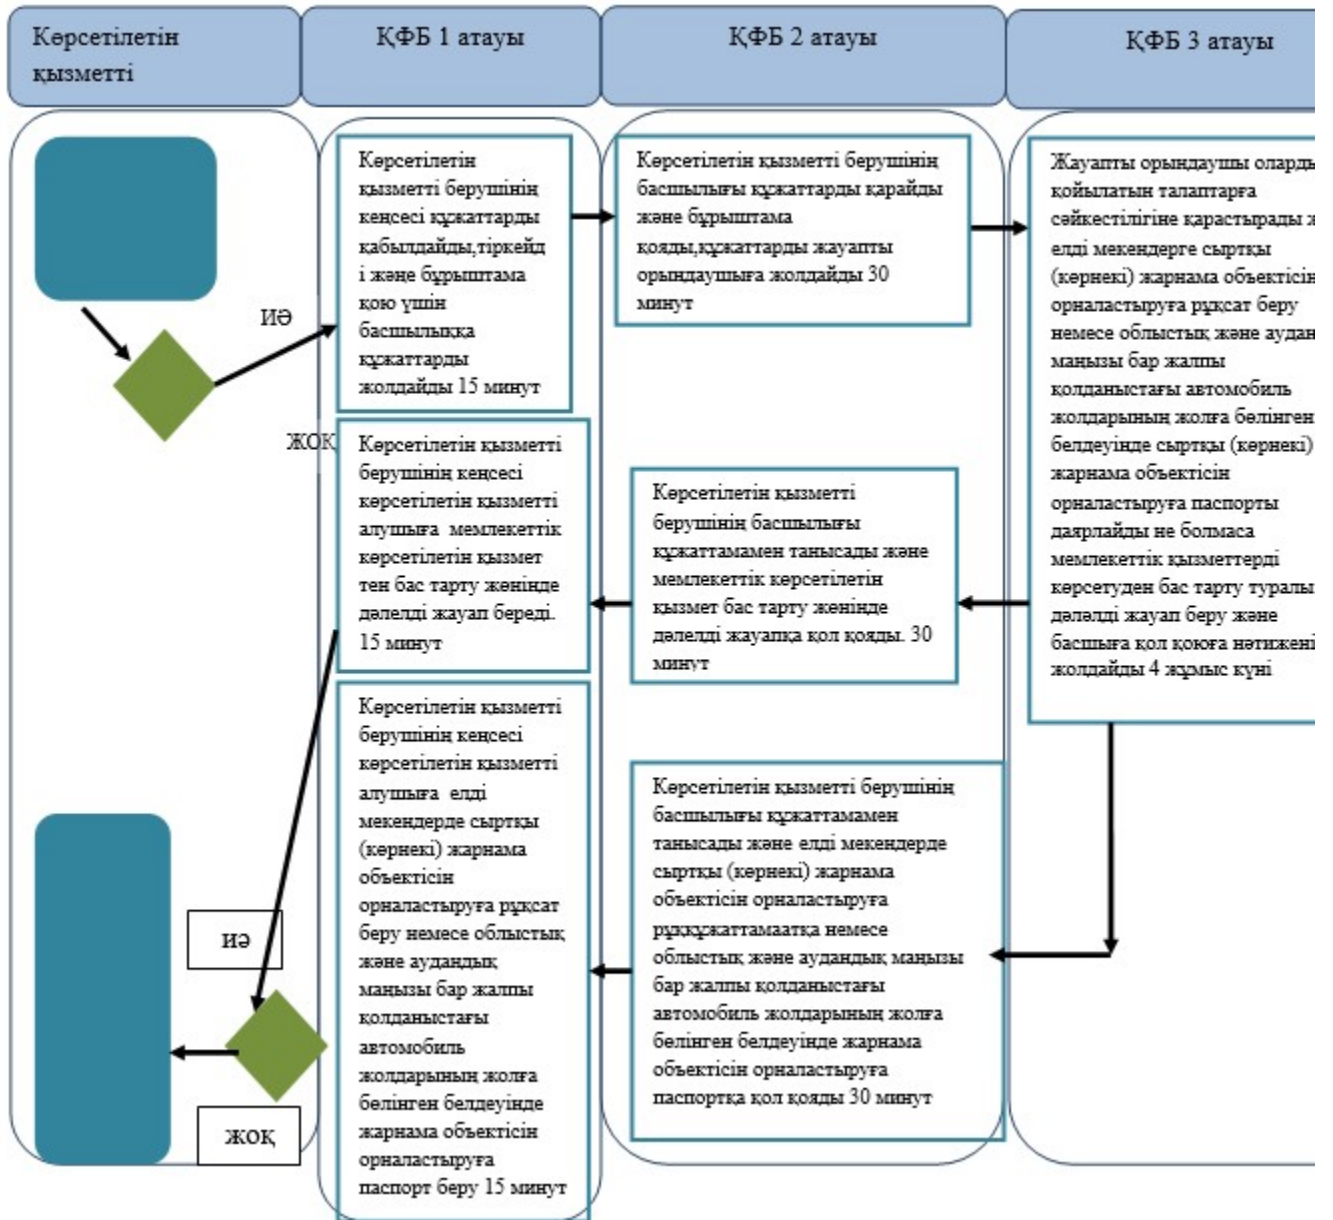 Көрсетілетін
қызметті
ҚФБ 1 атауы
ҚФБ 2 атауы
ҚФБ 3 атауы
ИӘ
ЖОҚ
Көрсетілетін
қызметті берушінің
кеңсесі құжаттарды
қабылдайды,тіркейд
і және бұрыштама
қою үшін
басшылыққа
құжаттарды
жолдайды 15 минут
Көрсетілетін қызметті берушінің
басшылығы құжаттарды қарайды
және бұрыштама
қояды,құжаттарды жауапты
орындаушыға жолдайды 30
минут
Жауапты орындаушы оларды
қойылатын талаптарға
сәйкестілігіне қарастырады
елді мекендерге сыртқы
(көрнекі) жарнама объектісін
орналастыруға рұқсат беру
немесе облыстық және аудан
маңызы бар жалпы
қолданыстағы автомобиль
жолдарының жолға бөлінген
белдеуінде сыртқы (көрнекі)
жарнама объектісін
орналастыруға паспорты
даярлайды не болмаса
мемлекеттік қызметтерді
көрсетуден бас тарту туралы
дәләлді жауап беру және
басшыға қол қоюға нәтижені
жолдайды 4 жұмыс күні
Көрсетілетін қызметті
берушінің кеңсесі
көрсетілетін қызметті
алушыға мемлекеттік
көрсетілетін қызмет
тен бас тарту жөнінде
дәлелді жауап береді.
15 минут
Көрсетілетін қызметті
берушінің басшылығы
құжаттамамен танысады және
мемлекеттік көрсетілетін
қызмет бас тарту жөнінде
дәлелді жауапқа қол қояды. 30
минут
Көрсетілетін қызметті
берушінің кеңсесі
көрсетілетін қызметті
алушыға елді
мекендерде сыртқы
(көрнекі) жарнама
объектісін
орналастыруға рұқсат
беру немесе облыстық
және аудандық
маңызы бар жалпы
қолданыстағы
автомобиль
жолдарының жолға
бөлінген белдеуінде
жарнама объектісін
орналастыруға
паспорт беру 15 минут
Көрсетілетін қызметті берушінің
басшылығы құжаттамамен
танысады және елді мекендерде
сыртқы (көрнекі) жарнама
объектісін орналастыруға
рұққұжаттамаатқа немесе
облыстық және аудандық маңызы
бар жалпы қолданыстағы
автомобиль жолдарының жолға
бөлінген белдеуінде жарнама
объектісін орналастыруға
паспортқа қол қояды 30 минут
иә
жоқ